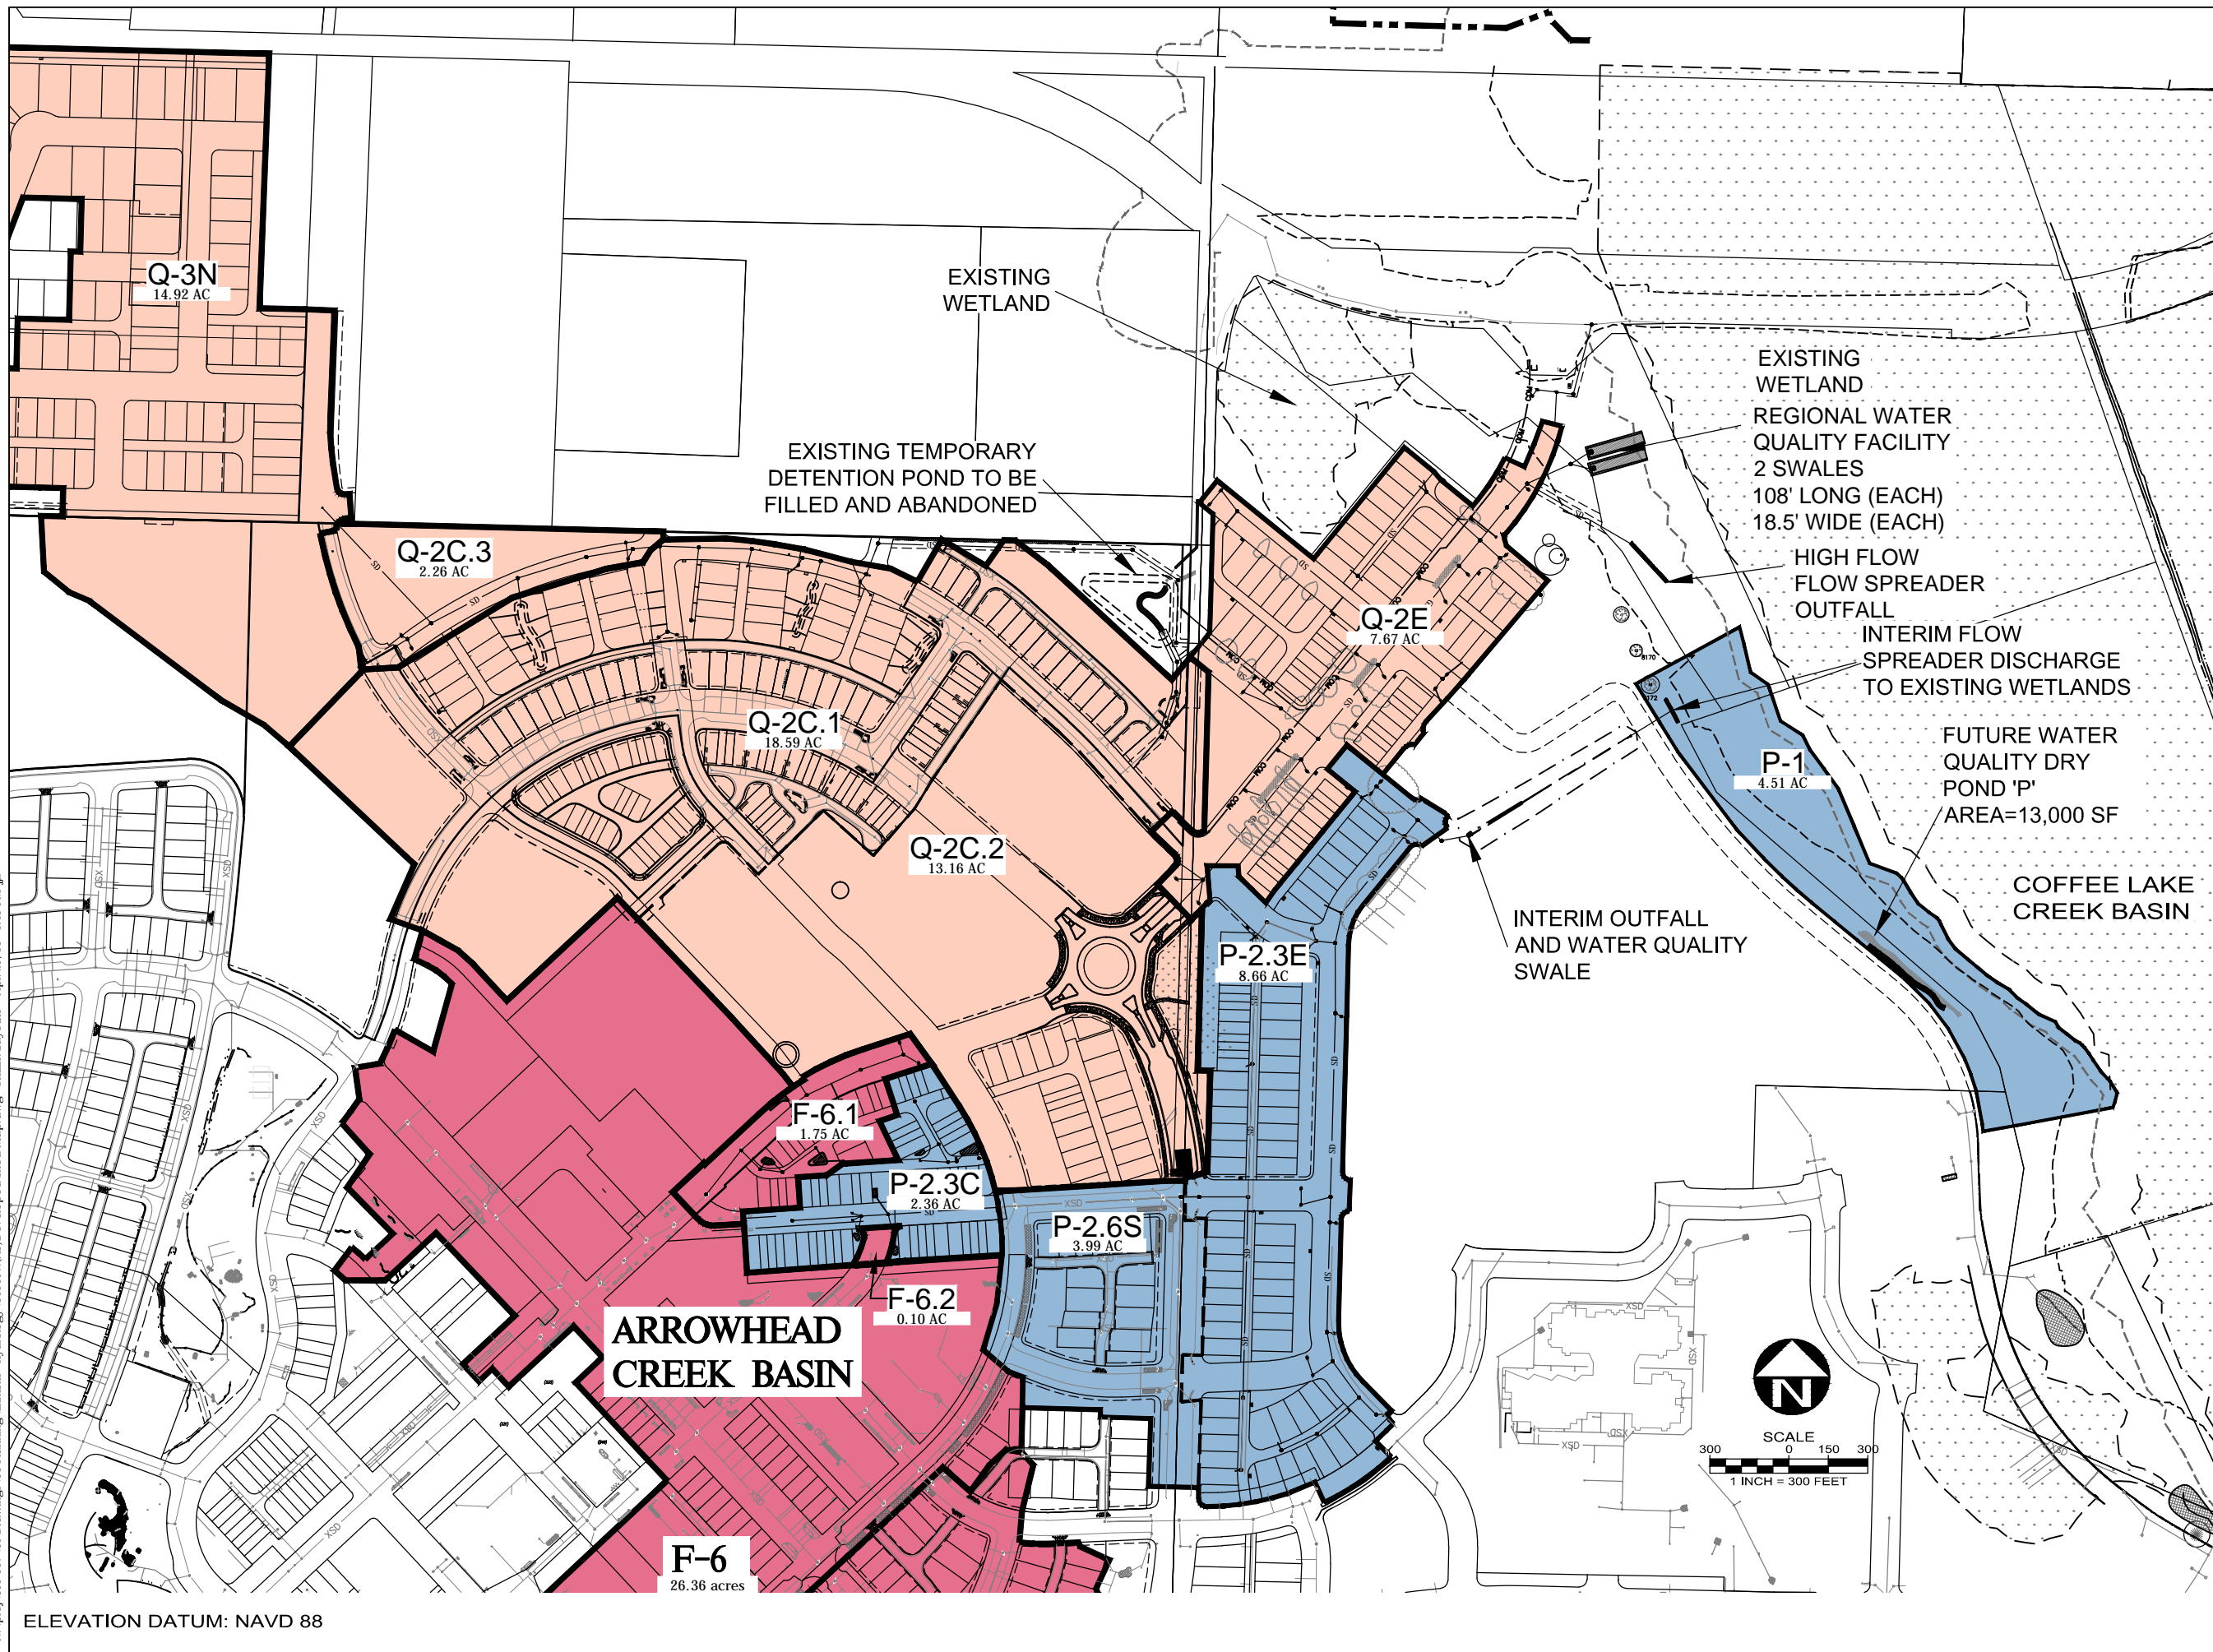 Q-3N
14.92 AC
EXISTING
WETLAND
EXISTING TEMPORARY
DETENTION POND TO BE
FILLED AND ABANDONED
EXISTING
WETLAND
REGIONAL WATER
QUALITY FACILITY
2 SWALES
108' LONG (EACH)
18.5' WIDE (EACH)
HIGH FLOW
FLOW SPREADER
OUTFALL
INTERIM FLOW
SPREADER DISCHARGE
TO EXISTING WETLANDS
FUTURE WATER
QUALITY DRY
POND 'P'
AREA=13,000 SF
COFFEE LAKE
CREEK BASIN
INTERIM OUTFALL
AND WATER QUALITY
SWALE
Q-2C.3
2.26 AC
Q-2E
7.67 AC
Q-2C.1
18.59 AC
P-1
4.51 AC
Q-2C.2
13.16 AC
P-2.3E
8.66 AC
F-6.1
1.75 AC
P-2.3C
2.36 AC
P-2.6S
3.99 AC
F-6.2
0.10 AC
ARROWHEAD
CREEK BASIN
F-6
26.36 acres
N
SCALE
300 0 150 300
1 INCH = 300 FEET
ELEVATION DATUM: NAVD 88